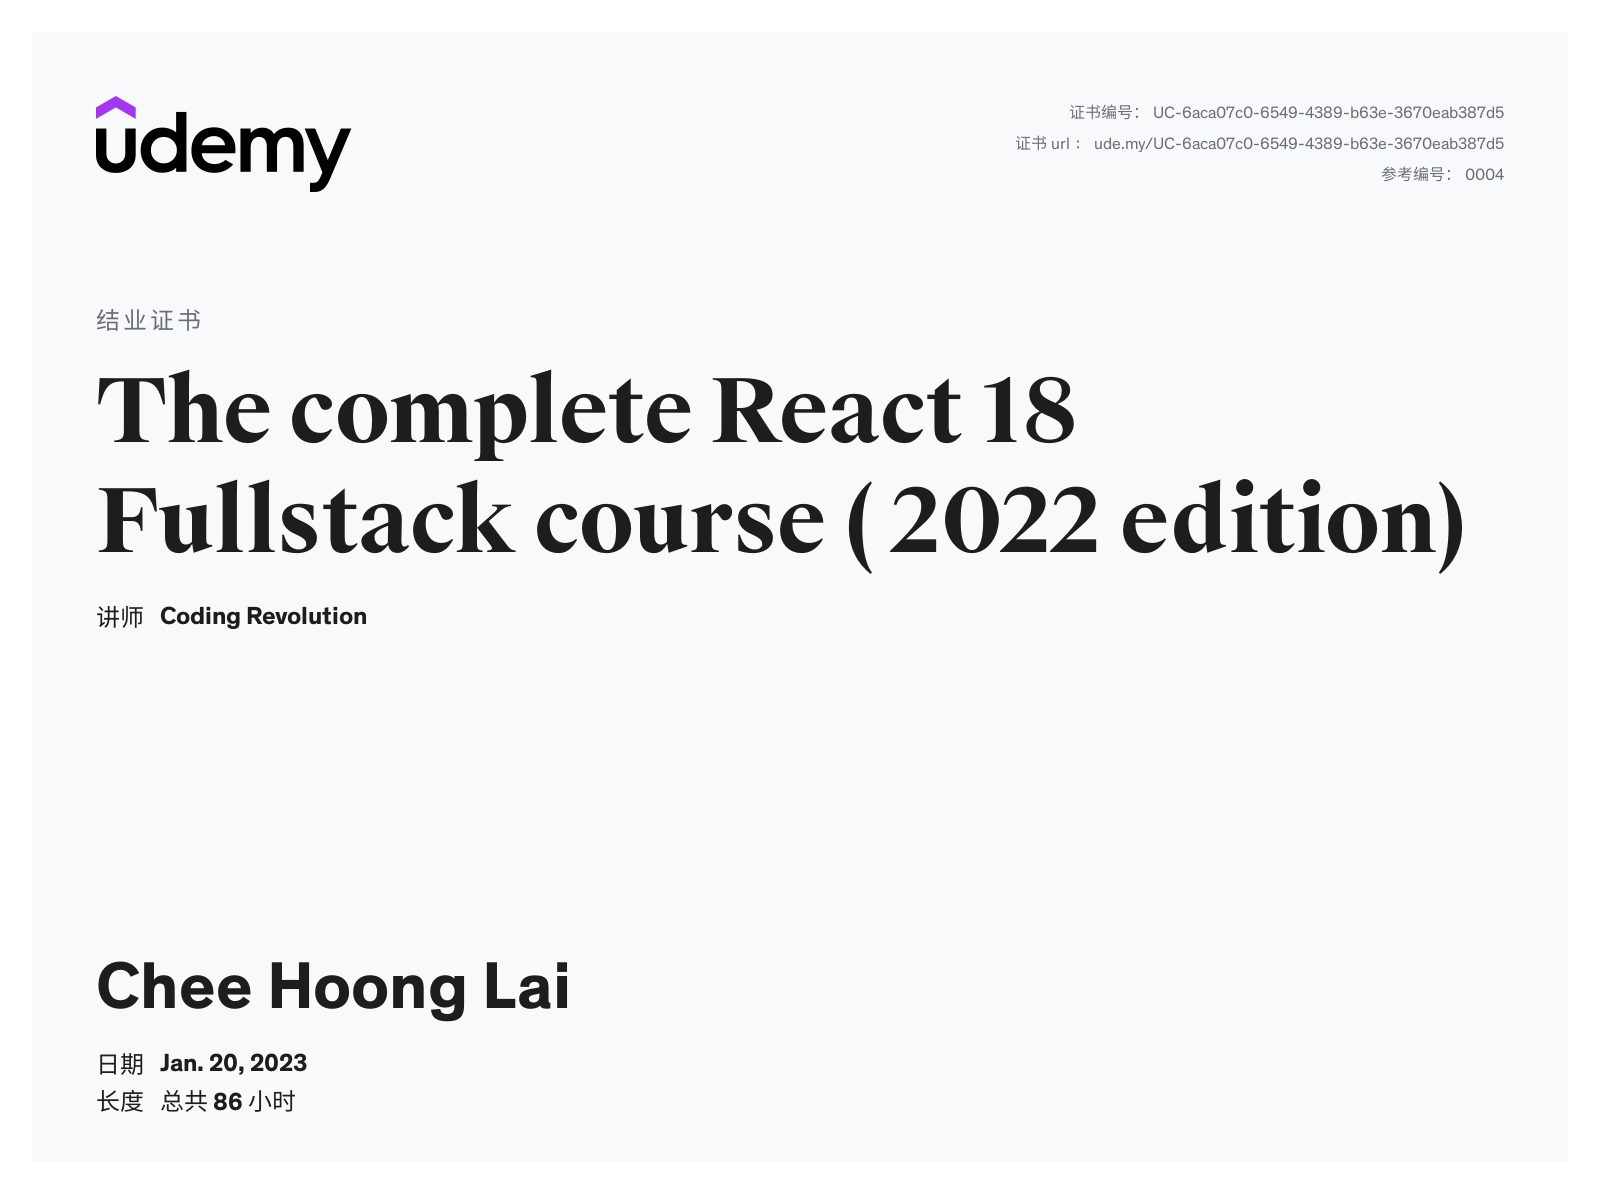 udemy
证书编号： UC-6aca07c0-6549-4389-b63e-3670eab387d5
证书 url： ude.my/UC-6aca07c0-6549-4389-b63e-3670eab387d5
参考编号： 0004
结业证书
The complete React 18
Fullstack course ( 2022 edition)
讲师 Coding Revolution
Chee Hoong Lai
日期 Jan. 20, 2023
长度 总共 86 小时